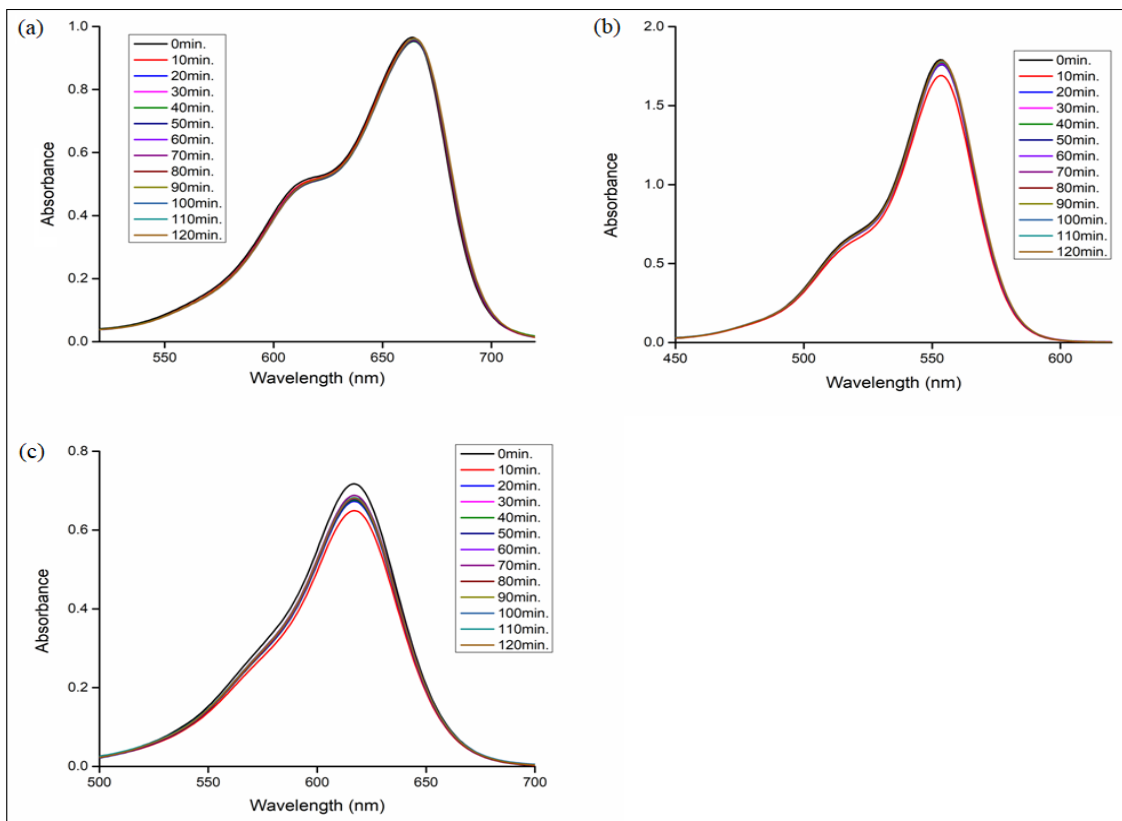 (a)
1.0
0.8
0.6
0.4
0.2
0.0
Absorbance
0min.
10min.
20min.
30min.
40min.
50min.
60min.
70min.
80min.
90min.
100min.
110min.
120min.
550
600
650
700
Wavelength (nm)
(b)
2.0
1.5
1.0
0.5
0.0
Absorbance
0min.
10min.
20min.
30min.
40min.
50min.
60min.
70min.
80min.
90min.
100min.
110min.
120min.
450
500
550
600
Wavelength (nm)
(c)
0.8
0.6
0.4
0.2
0.0
Absorbance
0min.
10min.
20min.
30min.
40min.
50min.
60min.
70min.
80min.
90min.
100min.
110min.
120min.
500
550
600
650
700
Wavelength (nm)